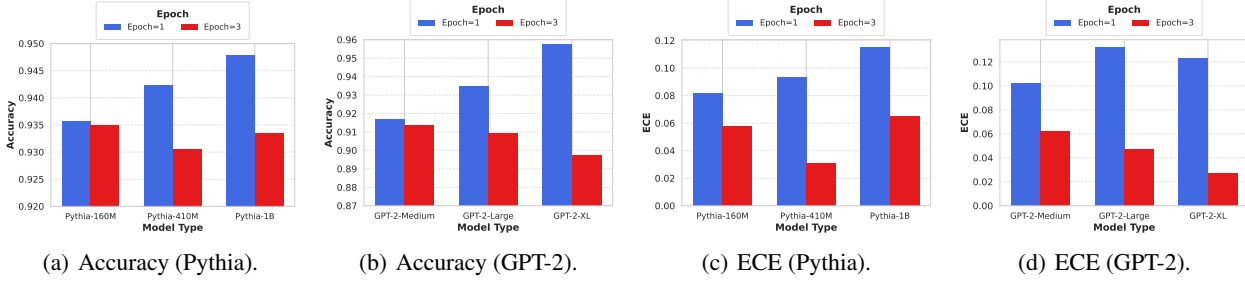 Epoch
Epoch=1 Epoch=3
0.950
0.945
0.940
0.935
0.930
0.925
0.920
Accuracy
Pythia-160M Pythia-410M Pythia-1B
Model Type
(a) Accuracy (Pythia).
Epoch
Epoch=1 Epoch=3
0.96
0.95
0.94
0.93
0.92
0.91
0.90
0.89
0.88
0.87
Accuracy
GPT-2-Medium GPT-2-Large GPT-2-XL
Model Type
(b) Accuracy (GPT-2).
Epoch
Epoch=1 Epoch=3
0.12
0.10
0.08
0.06
0.04
0.02
0.00
ECE
Pythia-160M Pythia-410M Pythia-1B
Model Type
(c) ECE (Pythia).
Epoch
Epoch=1 Epoch=3
0.12
0.10
0.08
0.06
0.04
0.02
0.00
ECE
GPT-2-Medium GPT-2-Large GPT-2-XL
Model Type
(d) ECE (GPT-2).